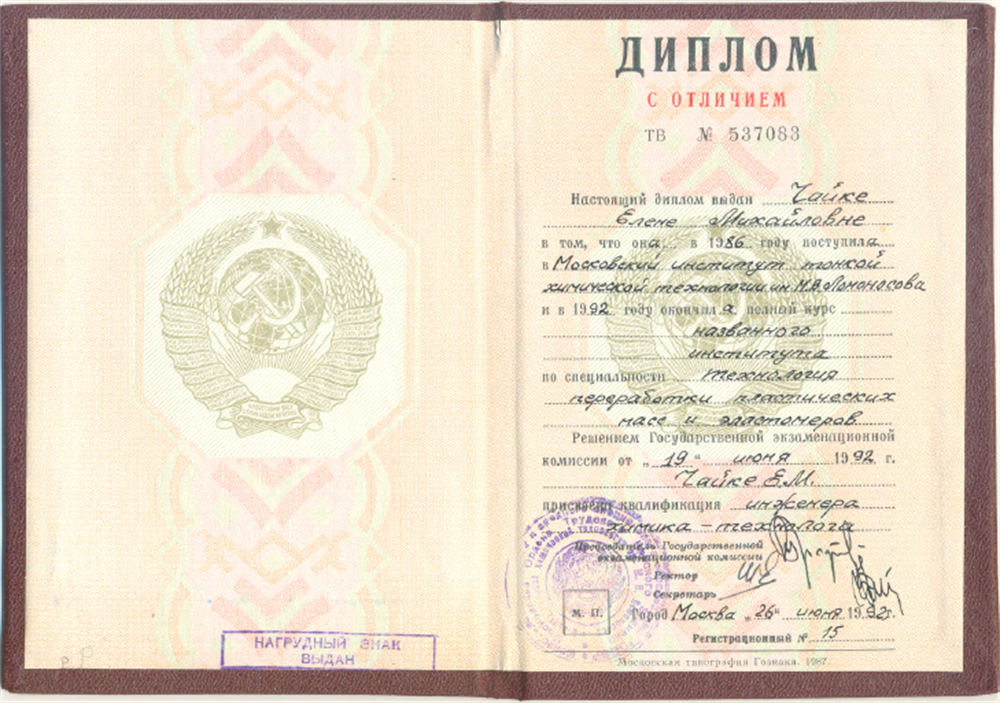 ДИПЛОМ
С ОТЛИЧИЕМ
ТВ № 537083
Настоящий диплом выдан Чайке
Елене Михайловне
в том, что она в 1986 году поступила
в Московский институт тонкой
химической технологии им. М.В. Ломоносова
и в 1992 году окончила полный курс
названного
института
по специальности технология
переработки пластических
масс и эластомеров
Решением Государственной экзаменационной
комиссии от „19“ июня 1992 г.
Чайке Е.М.
присвоена квалификация инженера
химика-технолога
Председатель Государственной
экзаменационной комиссии
Ректор
Секретарь
М. П.
Город Москва „26“ июня 1992г.
Регистрационный № 15
Московская типография Гознака. 1987.
НАГРУДНЫЙ ЗНАК
ВЫДАН